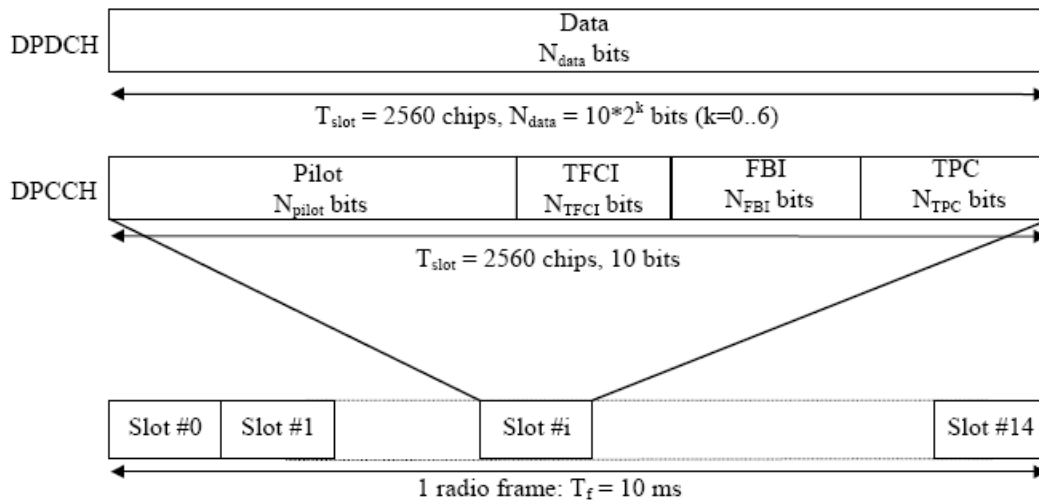 DPDCH
Data
N_data bits
T_slot = 2560 chips, N_data = 10*2^k bits (k=0..6)
DPCCH
Pilot
N_pilot bits
TFCI
N_TFCI bits
FBI
N_FBI bits
TPC
N_TPC bits
T_slot = 2560 chips, 10 bits
Slot #0
Slot #1
Slot #i
Slot #14
1 radio frame: T_f = 10 ms